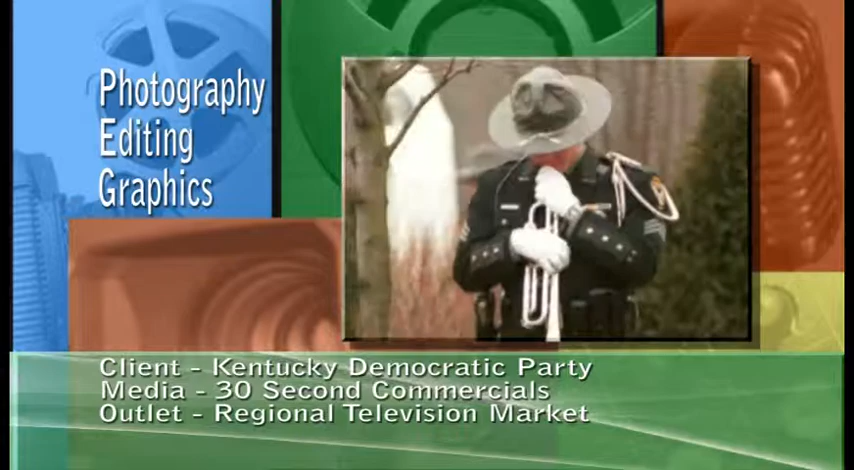 Photography
Editing
Graphics
Client - Kentucky Democratic Party
Media - 30 Second Commercials
Outlet - Regional Television Market